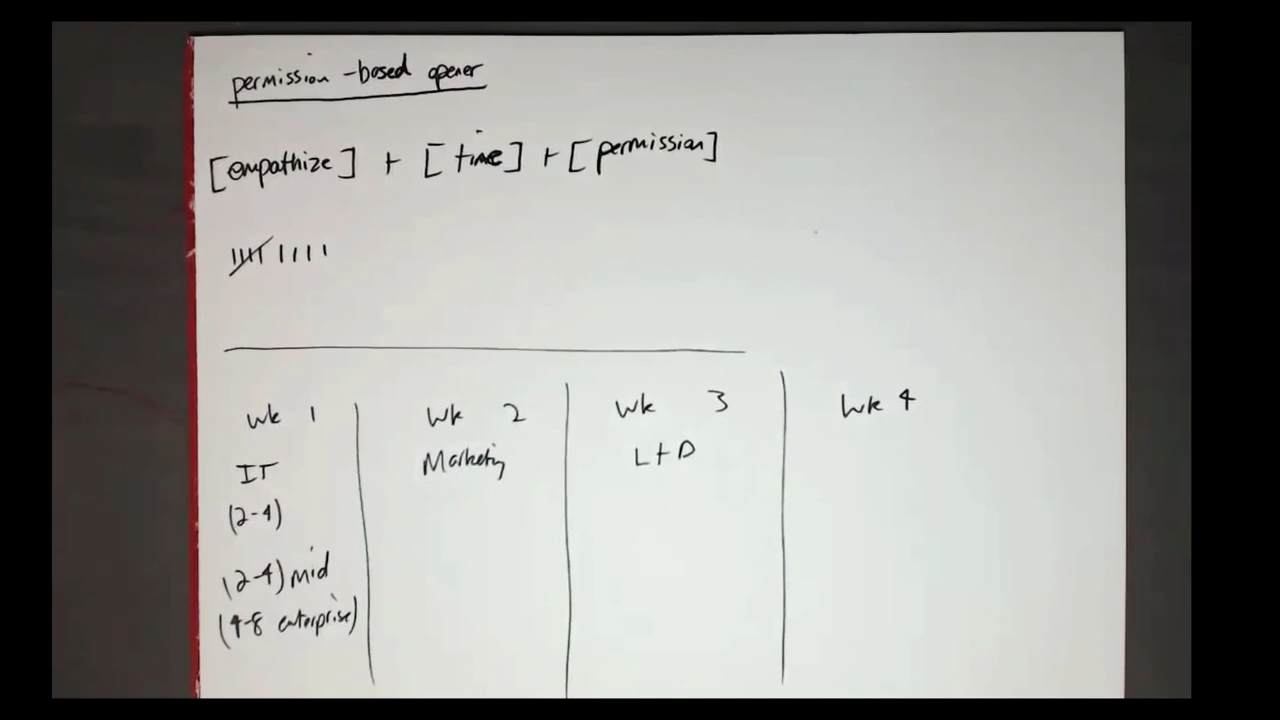 permission-based opener
[empathize] + [time] + [permission]
Wk 1
IT
(2-4)
(2-4) mid
(4-8 enterprise)
Wk 2
Marketing
Wk 3
L+D
Wk 4